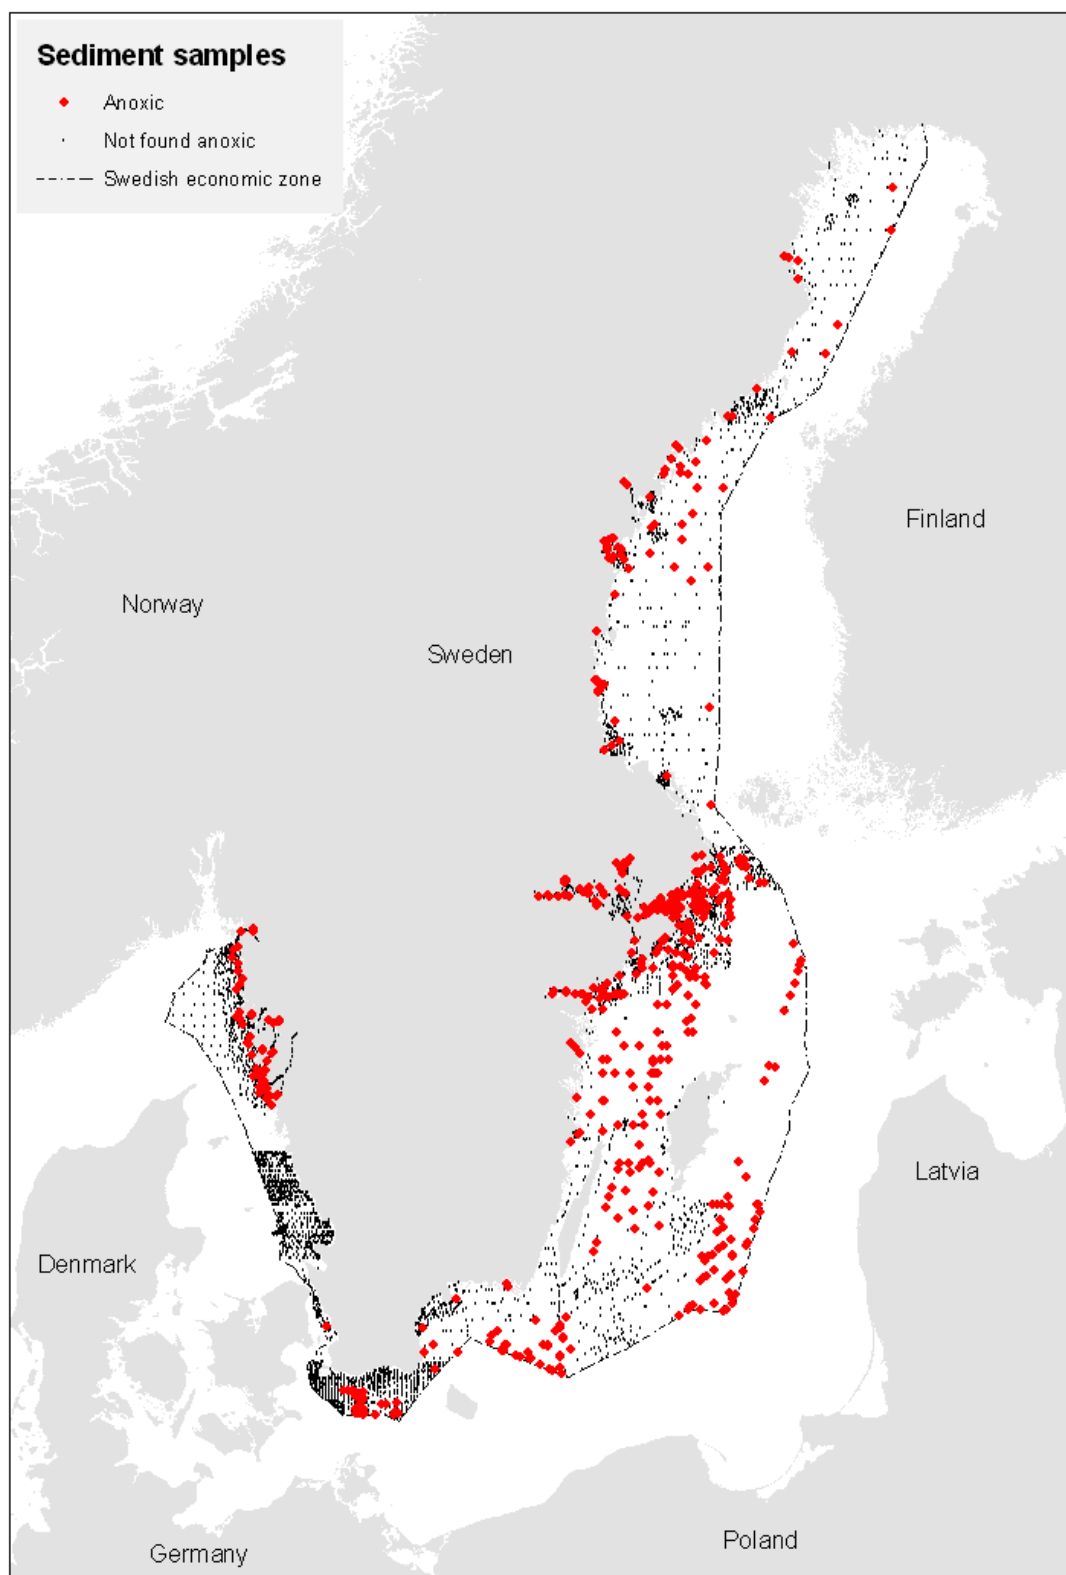 Sediment samples
Anoxic
Not found anoxic
Swedish economic zone
Finland
Norway
Sweden
Latvia
Denmark
Poland
Germany